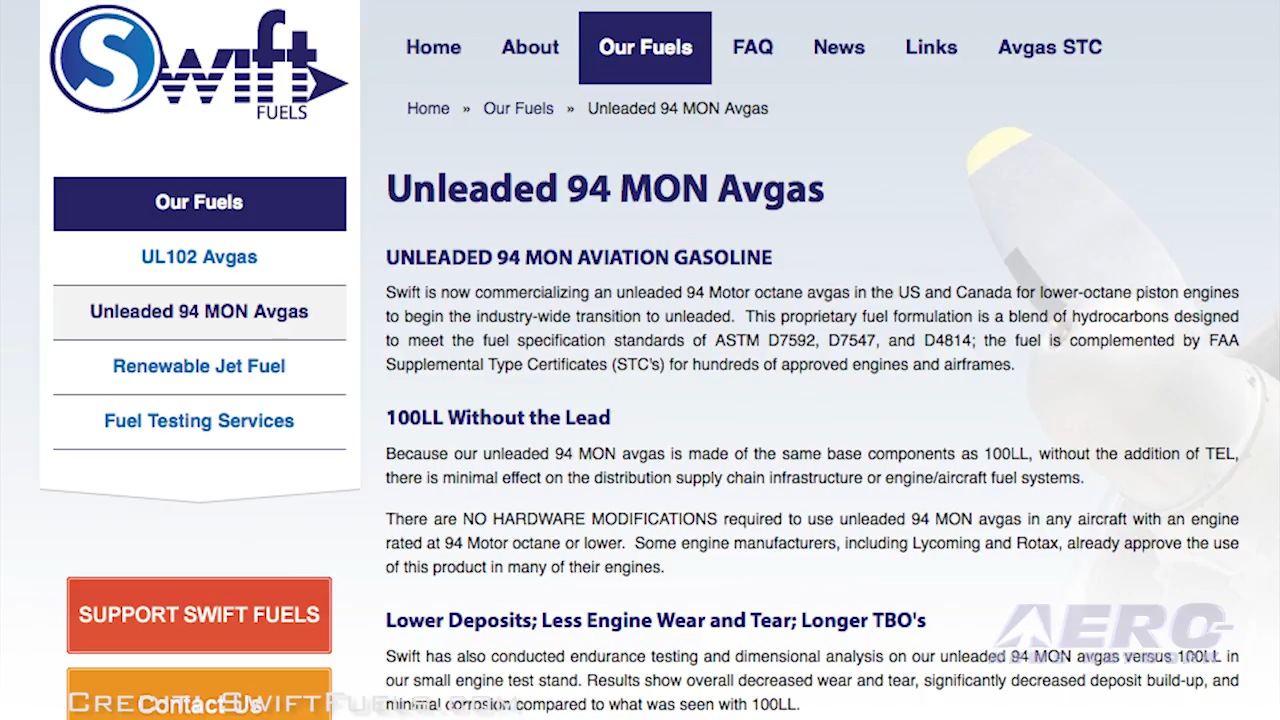 Swift
FUELS
Home About Our Fuels FAQ News Links Avgas STC
Home » Our Fuels » Unleaded 94 MON Avgas
Our Fuels
UL102 Avgas
Unleaded 94 MON Avgas
Renewable Jet Fuel
Fuel Testing Services
SUPPORT SWIFT FUELS
Contact Us
Credit: SwiftFuels.com
Unleaded 94 MON Avgas
UNLEADED 94 MON AVIATION GASOLINE
Swift is now commercializing an unleaded 94 Motor octane avgas in the US and Canada for lower-octane piston engines
to begin the industry-wide transition to unleaded. This proprietary fuel formulation is a blend of hydrocarbons designed
to meet the fuel specification standards of ASTM D7592, D7547, and D4814; the fuel is complemented by FAA
Supplemental Type Certificates (STC's) for hundreds of approved engines and airframes.
100LL Without the Lead
Because our unleaded 94 MON avgas is made of the same base components as 100LL, without the addition of TEL,
there is minimal effect on the distribution supply chain infrastructure or engine/aircraft fuel systems.
There are NO HARDWARE MODIFICATIONS required to use unleaded 94 MON avgas in any aircraft with an engine
rated at 94 Motor octane or lower. Some engine manufacturers, including Lycoming and Rotax, already approve the use
of this product in many of their engines.
Lower Deposits; Less Engine Wear and Tear; Longer TBO's
Swift has also conducted endurance testing and dimensional analysis on our unleaded 94 MON avgas versus 100LL in
our small engine test stand. Results show overall decreased wear and tear, significantly decreased deposit build-up, and
minimal corrosion compared to what was seen with 100LL.
AERO-